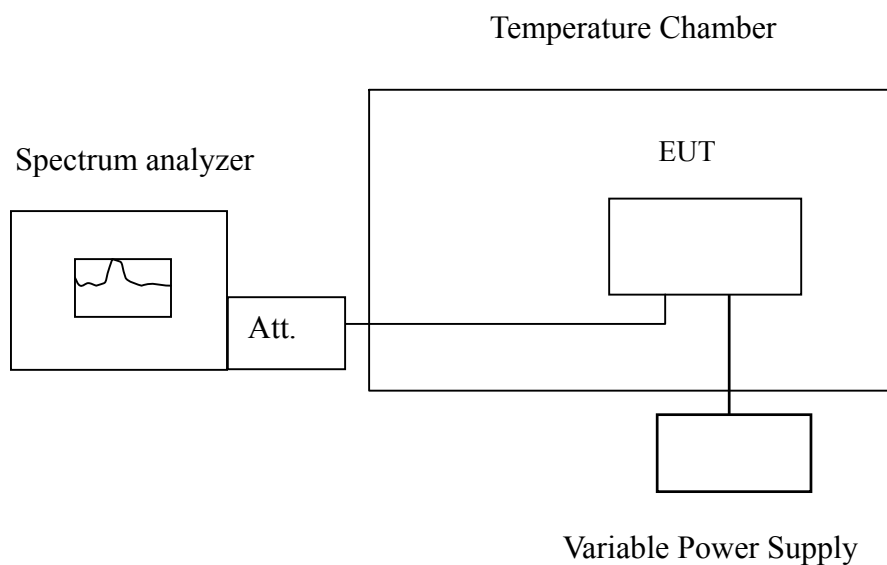 Temperature Chamber
Spectrum analyzer
EUT
Att.
Variable Power Supply